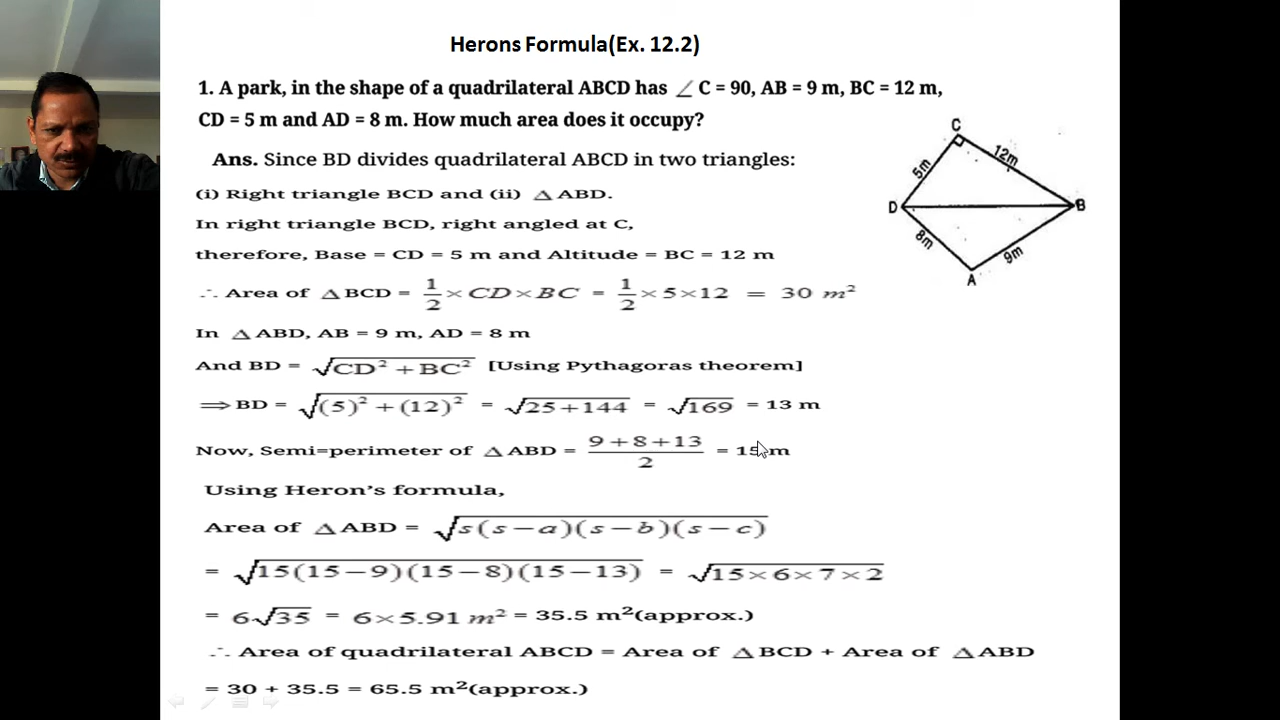 Herons Formula(Ex. 12.2)
1. A park, in the shape of a quadrilateral ABCD has ∠C = 90, AB = 9 m, BC = 12 m,
CD = 5 m and AD = 8 m. How much area does it occupy?
Ans. Since BD divides quadrilateral ABCD in two triangles:
(i) Right triangle BCD and (ii) △ABD.
In right triangle BCD, right angled at C,
therefore, Base = CD = 5 m and Altitude = BC = 12 m
∴ Area of △BCD = 1/2 × CD × BC = 1/2 × 5 × 12 = 30 m²
In △ABD, AB = 9 m, AD = 8 m
And BD = √(CD² + BC²) [Using Pythagoras theorem]
⟹ BD = √((5)² + (12)²) = √(25 + 144) = √169 = 13 m
Now, Semi=perimeter of △ABD = (9 + 8 + 13)/2 = 15 m
Using Heron's formula,
Area of △ABD = √(s(s−a)(s−b)(s−c))
= √(15(15−9)(15−8)(15−13)) = √(15×6×7×2)
= 6√35 = 6×5.91 m² = 35.5 m²(approx.)
∴ Area of quadrilateral ABCD = Area of △BCD + Area of △ABD
= 30 + 35.5 = 65.5 m²(approx.)
C
5m
12m
D
B
8m
9m
A